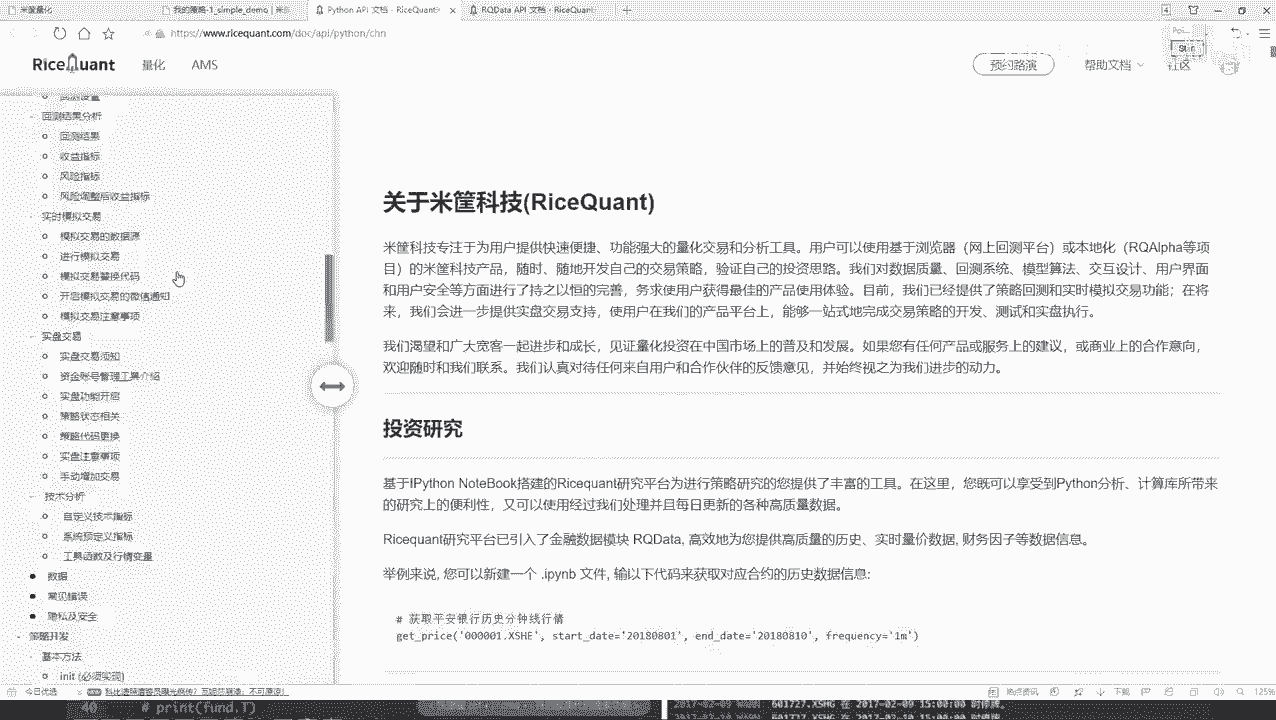 米筐量化
我的策略-1_simple_demo | 米筐
Python API 文档 - RiceQuant
RQData API 文档 - RiceQuant
https://www.ricequant.com/doc/api/python/chn
RiceQuant
量化
AMS
预约路演
帮助文档
社区
回测设置
回测结果分析
回测结果
收益指标
风险指标
风险调整后收益指标
实时模拟交易
模拟交易的数据源
进行模拟交易
模拟交易替换代码
开启模拟交易的微信通知
模拟交易注意事项
实盘交易
实盘交易须知
资金账号管理工具介绍
实盘功能开启
策略状态相关
策略代码更换
实盘注意事项
手动增加交易
技术分析
自定义技术指标
系统预定义指标
工具函数及行情变量
数据
常见错误
隐私及安全
策略开发
基本方法
init (必须实现)
关于米筐科技(RiceQuant)
米筐科技专注于为用户提供快速便捷、功能强大的量化交易和分析工具。用户可以使用基于浏览器（网上回测平台）或本地化（RQAlpha等项
目）的米筐科技产品，随时、随地开发自己的交易策略，验证自己的投资思路。我们对数据质量、回测系统、模型算法、交互设计、用户界面
和用户安全等方面进行了持之以恒的完善，务求使用户获得最佳的产品使用体验。目前，我们已经提供了策略回测和实时模拟交易功能；在将
来，我们会进一步提供实盘交易支持，使用户在我们的产品平台上，能够一站式地完成交易策略的开发、测试和实盘执行。
我们渴望和广大宽客一起进步和成长，见证量化投资在中国市场上的普及和发展。如果您有任何产品或服务上的建议，或商业上的合作意向，
欢迎随时和我们联系。我们认真对待任何来自用户和合作伙伴的反馈意见，并始终视之为我们进步的动力。
投资研究
基于IPython NoteBook搭建的Ricequant研究平台为进行策略研究的您提供了丰富的工具。在这里，您既可以享受到Python分析、计算库所带来
的研究上的便利性，又可以使用经过我们处理并且每日更新的各种高质量数据。
Ricequant研究平台已引入了金融数据模块 RQData, 高效地为您提供高质量的历史、实时量价数据, 财务因子等数据信息。
举例来说, 您可以新建一个 .ipynb 文件, 输以下代码来获取对应合约的历史数据信息:
# 获取平安银行历史分钟线行情
get_price('000001.XSHE', start_date='20180801', end_date='20180810', frequency='1m')
今日优选
热点资讯
下载
125%
40 # print(fund.T)
2017-02-09 WARN 601727.XSHG 在 2017-02-09 15:00:00 时停牌.